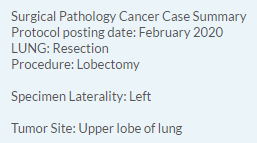 Surgical Pathology Cancer Case Summary
Protocol posting date: February 2020
LUNG: Resection
Procedure: Lobectomy
Specimen Laterality: Left
Tumor Site: Upper lobe of lung